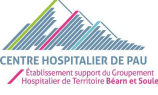 CENTRE HOSPITALIER DE PAU
Établissement support du Groupement
Hospitalier de Territoire Béarn et Soule